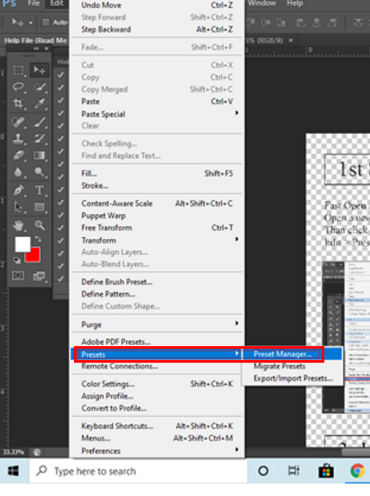 Ps File Edit Window Help
Undo Move Ctrl+Z
Step Forward Shift+Ctrl+Z
Step Backward Alt+Ctrl+Z
Fade... Shift+Ctrl+F
Cut Ctrl+X
Copy Ctrl+C
Copy Merged Shift+Ctrl+C
Paste Ctrl+V
Paste Special
Clear
Check Spelling...
Find and Replace Text...
Fill... Shift+F5
Stroke...
Content-Aware Scale Alt+Shift+Ctrl+C
Puppet Warp
Free Transform Ctrl+T
Transform
Auto-Align Layers...
Auto-Blend Layers...
Define Brush Preset...
Define Pattern...
Define Custom Shape...
Purge
Adobe PDF Presets...
Presets
Preset Manager...
Migrate Presets
Export/Import Presets...
Remote Connections...
Color Settings... Shift+Ctrl+K
Assign Profile...
Convert to Profile...
Keyboard Shortcuts... Alt+Shift+Ctrl+K
Menus... Alt+Shift+Ctrl+M
Preferences
Auto-
Help File (Read Me
% (RGB/8) ×
Hist
1st S
Fast Open
Open a new
Than click
Edit
33.33%
Type here to search